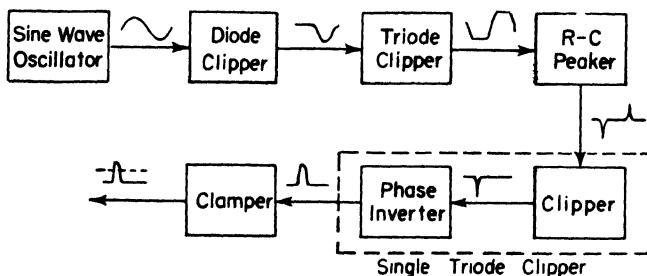 Sine Wave
Oscillator
Diode
Clipper
Triode
Clipper
R-C
Peaker
Clamper
Phase
Inverter
Clipper
Single Triode Clipper